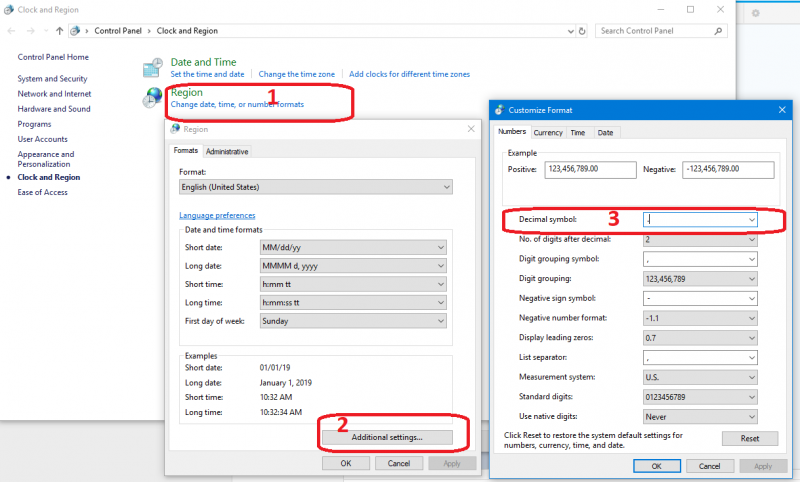 Clock and Region
Control Panel > Clock and Region
Search Control Panel
Control Panel Home
System and Security
Network and Internet
Hardware and Sound
Programs
User Accounts
Appearance and
Personalization
Clock and Region
Ease of Access
Date and Time
Set the time and date
Change the time zone
Add clocks for different time zones
Region
1
Change date, time, or number formats
Region
Formats
Administrative
Format:
English (United States)
Language preferences
Date and time formats
Short date: MM/dd/yy
Long date: MMMM d, yyyy
Short time: h:mm tt
Long time: h:mm:ss tt
First day of week: Sunday
Examples
Short date: 01/01/19
Long date: January 1, 2019
Short time: 10:32 AM
Long time: 10:32:34 AM
2
Additional settings...
OK Cancel Apply
Customize Format
Numbers Currency Time Date
Example
Positive: 123,456,789.00 Negative: -123,456,789.00
Decimal symbol: 3 .
No. of digits after decimal: 2
Digit grouping symbol: ,
Digit grouping: 123,456,789
Negative sign symbol: -
Negative number format: -1.1
Display leading zeros: 0.7
List separator: ,
Measurement system: U.S.
Standard digits: 0123456789
Use native digits: Never
Click Reset to restore the system default settings for
numbers, currency, time, and date.
Reset
OK Cancel Apply